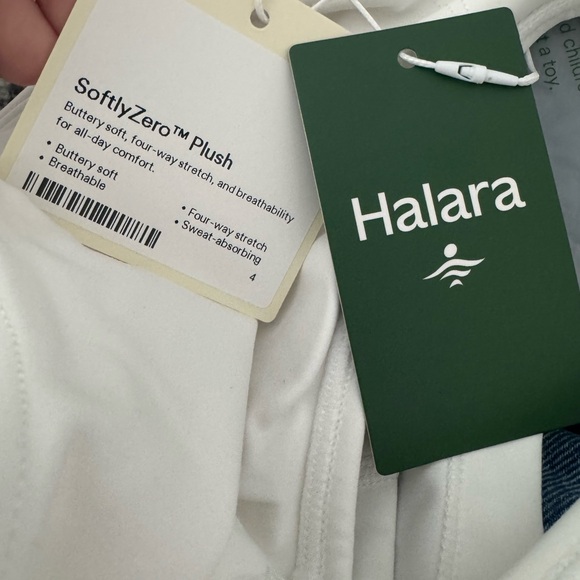 SoftlyZero™ Plush
Buttery soft, four-way stretch, and breathability
for all-day comfort.
• Buttery soft
• Breathable
• Four-way stretch
• Sweat-absorbing
4
Halara
a toy.